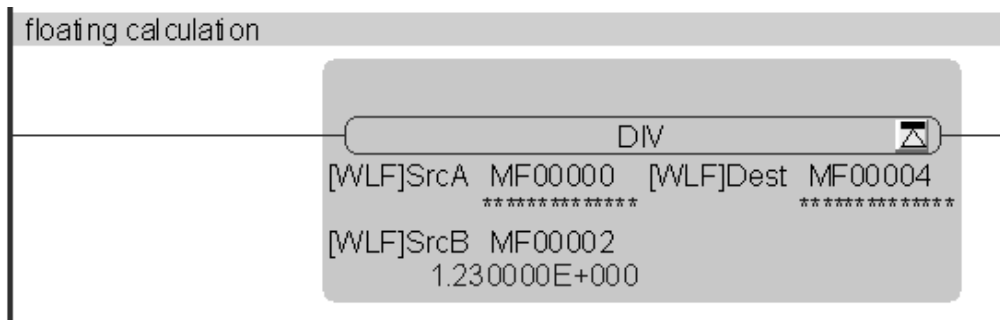 floating calculation
DIV
[WLF]SrcA MF00000 [WLF]Dest MF00004
************** **************
[WLF]SrcB MF00002
1.230000E+000